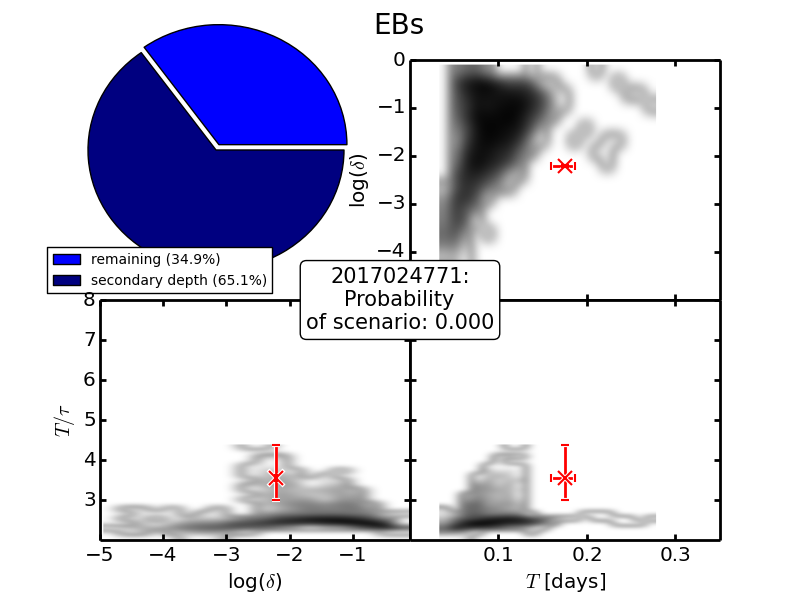 EBs
0
−1
−2
−3
−4
log(δ)
remaining (34.9%)
secondary depth (65.1%)
2017024771:
Probability
of scenario: 0.000
8
7
6
5
4
3
T/τ
−5 −4 −3 −2 −1
0.1 0.2 0.3
log(δ)
T [days]